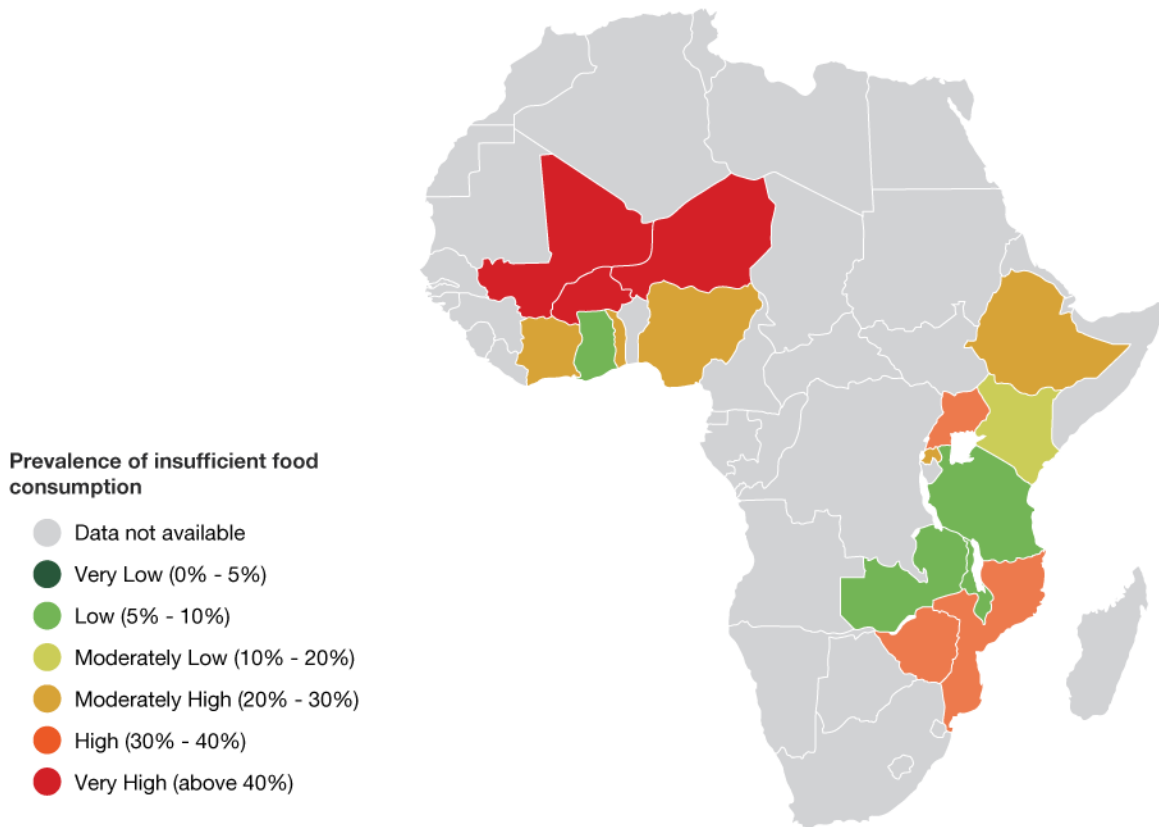 Prevalence of insufficient food
consumption
Data not available
Very Low (0% - 5%)
Low (5% - 10%)
Moderately Low (10% - 20%)
Moderately High (20% - 30%)
High (30% - 40%)
Very High (above 40%)